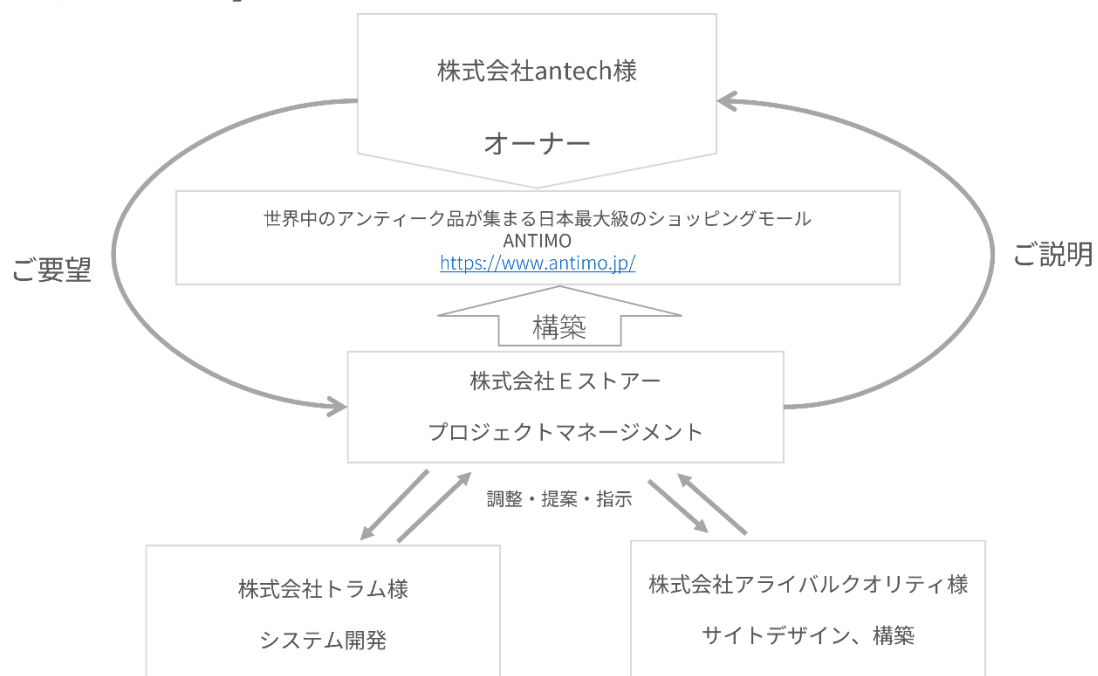 株式会社antech様
オーナー
世界中のアンティーク品が集まる日本最大級のショッピングモール
ANTIMO
https://www.antimo.jp/
ご要望
ご説明
構築
株式会社Eストアー
プロジェクトマネージメント
調整・提案・指示
株式会社トラム様
システム開発
株式会社アライバルクオリティ様
サイトデザイン、構築